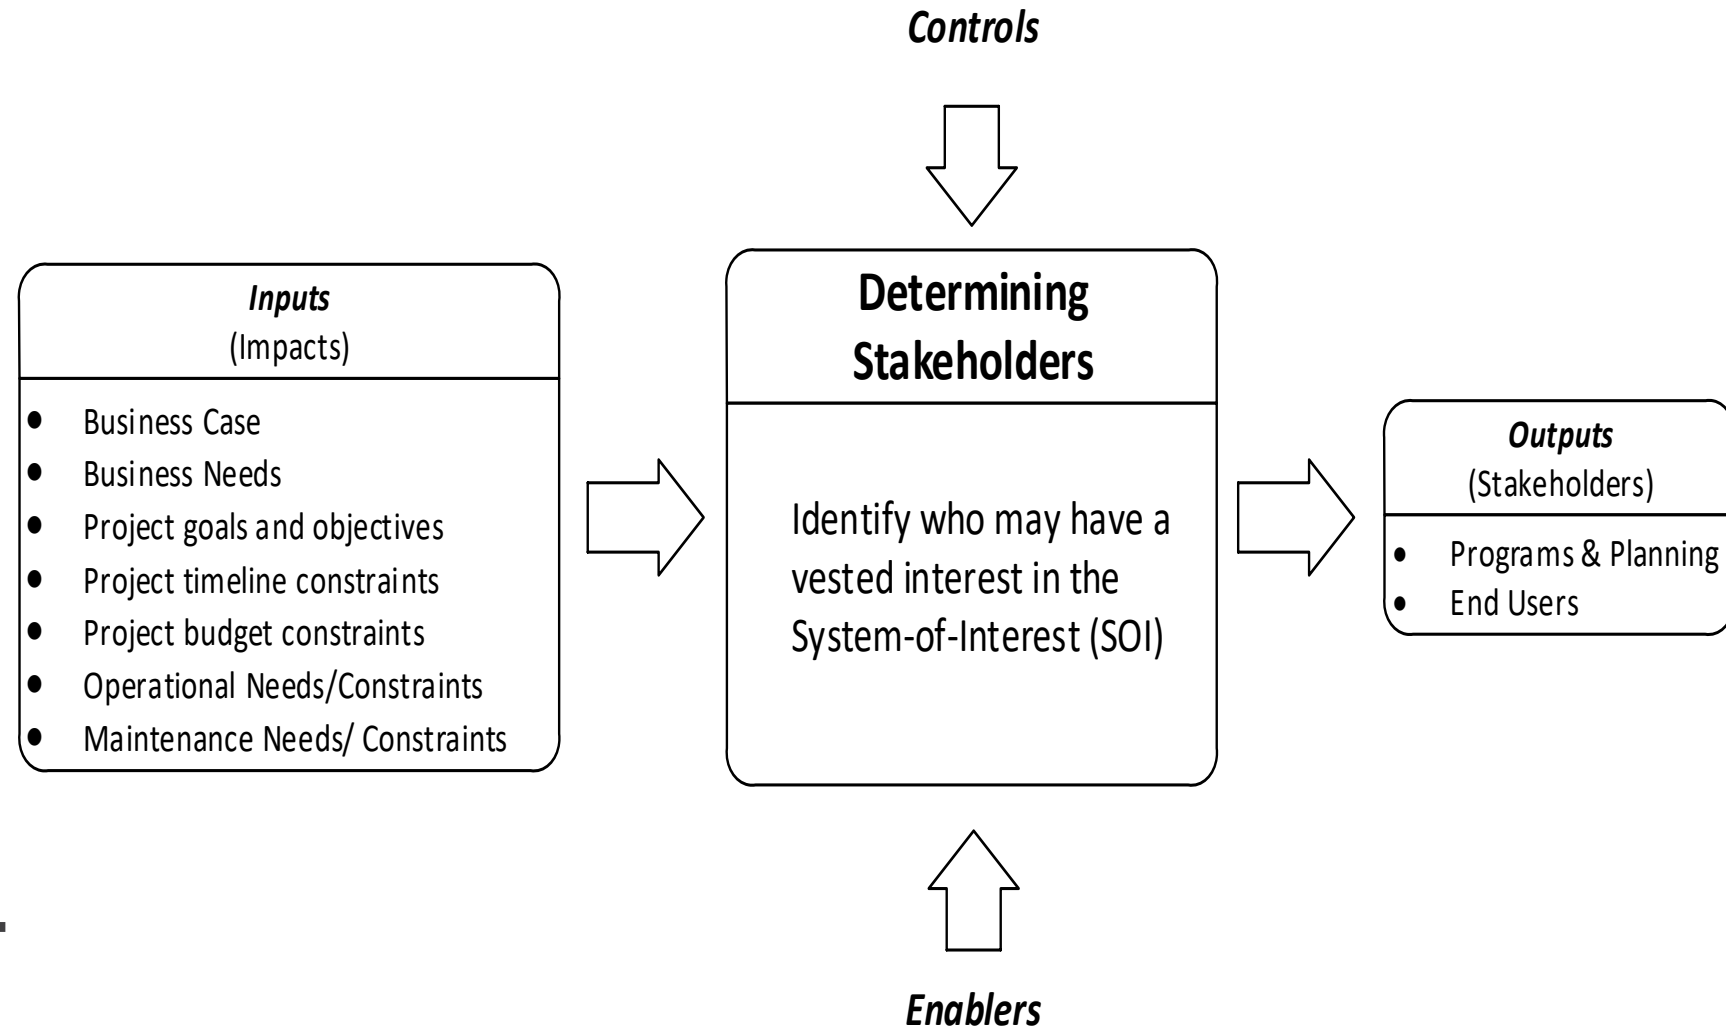 Controls
Inputs
(Impacts)
• Business Case
• Business Needs
• Project goals and objectives
• Project timeline constraints
• Project budget constraints
• Operational Needs/Constraints
• Maintenance Needs/ Constraints
Determining
Stakeholders
Identify who may have a
vested interest in the
System-of-Interest (SOI)
Outputs
(Stakeholders)
• Programs & Planning
• End Users
Enablers